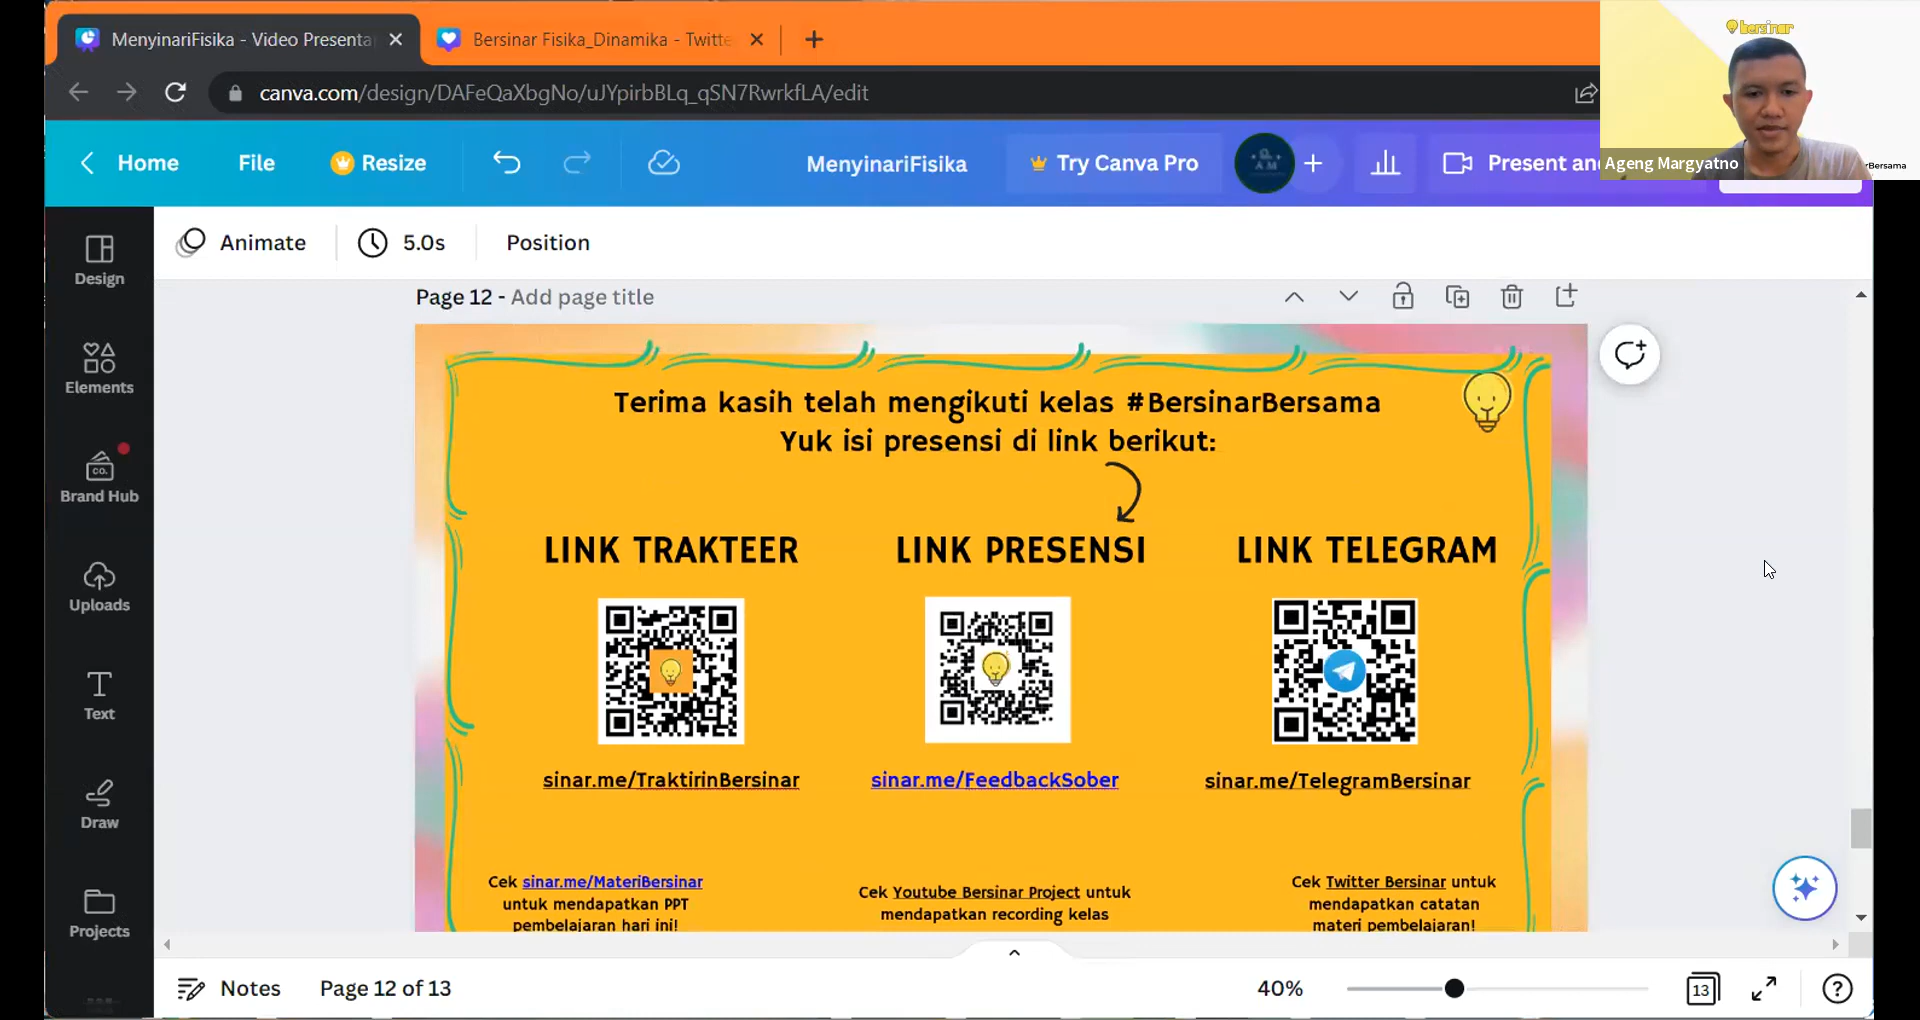 MenyinariFisika - Video Presenta
Bersinar Fisika_Dinamika - Twitte
canva.com/design/DAFeQaXbgNo/uJYpirbBLq_qSN7RwrkfLA/edit
bersinar
Ageng Margyatno
rBersama
Home
File
Resize
MenyinariFisika
Try Canva Pro
Present and
Animate
5.0s
Position
Design
Elements
CO.
Brand Hub
Uploads
Text
Draw
Projects
Page 12 - Add page title
Terima kasih telah mengikuti kelas #BersinarBersama
Yuk isi presensi di link berikut:
LINK TRAKTEER
LINK PRESENSI
LINK TELEGRAM
sinar.me/TraktirinBersinar
sinar.me/FeedbackSober
sinar.me/TelegramBersinar
Cek sinar.me/MateriBersinar
untuk mendapatkan PPT
pembelajaran hari ini!
Cek Youtube Bersinar Project untuk
mendapatkan recording kelas
Cek Twitter Bersinar untuk
mendapatkan catatan
materi pembelajaran!
Notes
Page 12 of 13
40%
13